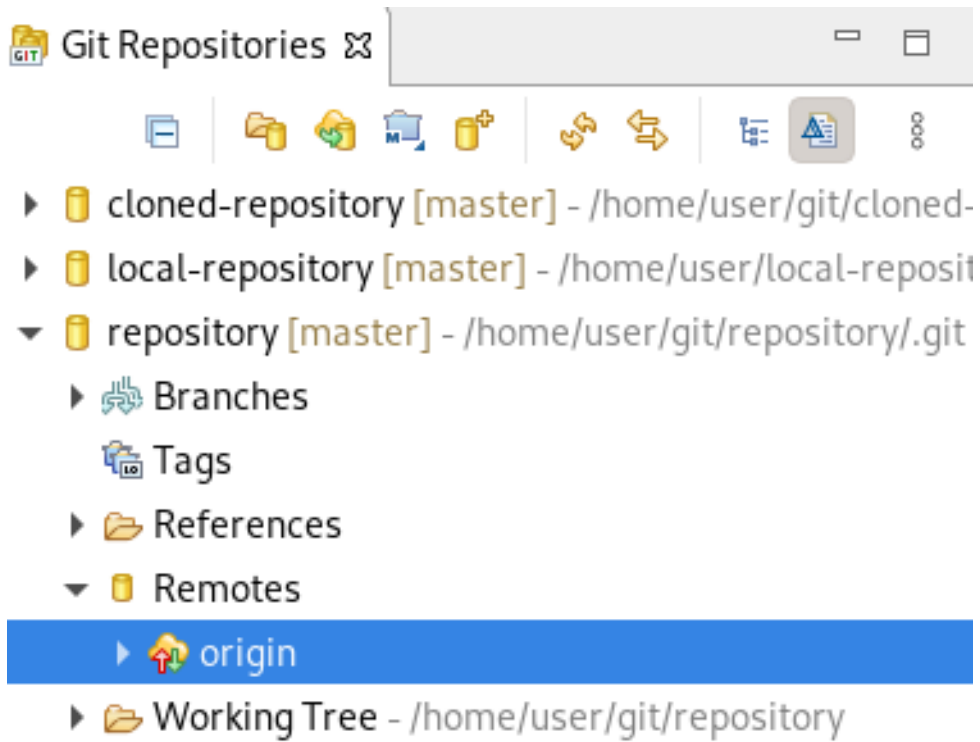 Git Repositories
cloned-repository [master] - /home/user/git/cloned-
local-repository [master] - /home/user/local-reposit
repository [master] - /home/user/git/repository/.git
Branches
Tags
References
Remotes
origin
Working Tree - /home/user/git/repository